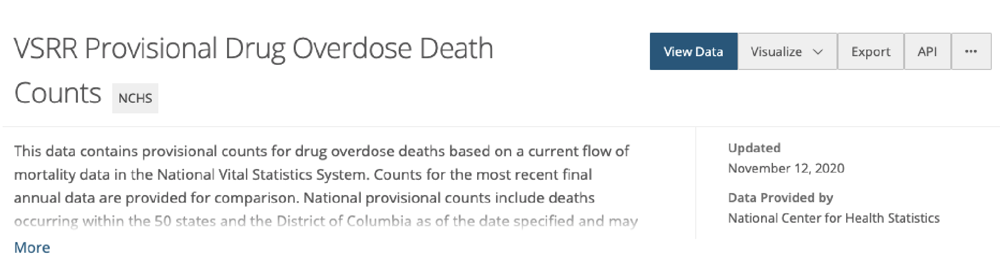 VSRR Provisional Drug Overdose Death
Counts NCHS
View Data Visualize Export API ...
This data contains provisional counts for drug overdose deaths based on a current flow of
mortality data in the National Vital Statistics System. Counts for the most recent final
annual data are provided for comparison. National provisional counts include deaths
occurring within the 50 states and the District of Columbia as of the date specified and may
More
Updated
November 12, 2020
Data Provided by
National Center for Health Statistics